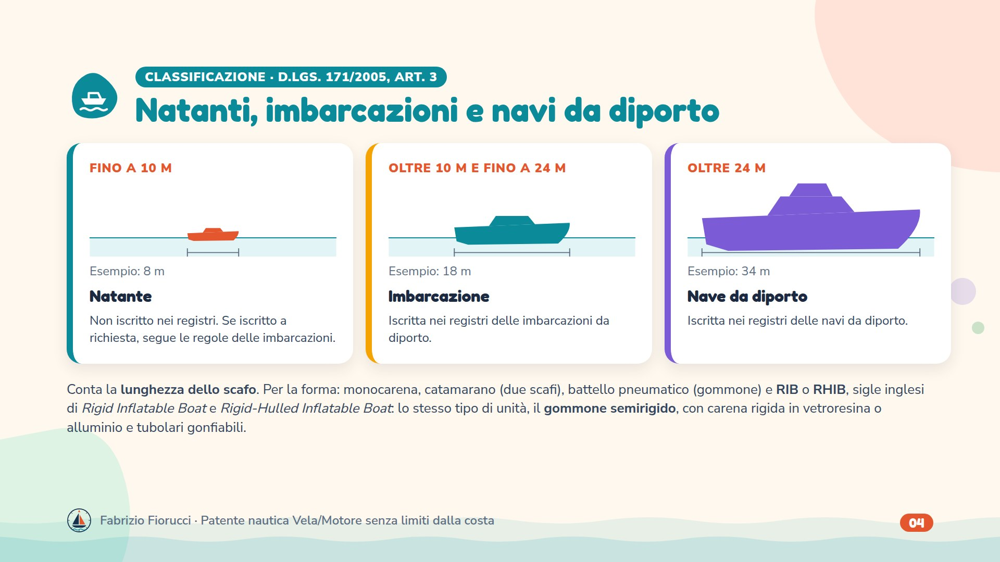 CLASSIFICAZIONE · D.LGS. 171/2005, ART. 3
Natanti, imbarcazioni e navi da diporto
FINO A 10 M
Esempio: 8 m
Natante
Non iscritto nei registri. Se iscritto a
richiesta, segue le regole delle imbarcazioni.
OLTRE 10 M E FINO A 24 M
Esempio: 18 m
Imbarcazione
Iscritta nei registri delle imbarcazioni da
diporto.
OLTRE 24 M
Esempio: 34 m
Nave da diporto
Iscritta nei registri delle navi da diporto.
Conta la lunghezza dello scafo. Per la forma: monocarena, catamarano (due scafi), battello pneumatico (gommone) e RIB o RHIB, sigle inglesi
di Rigid Inflatable Boat e Rigid-Hulled Inflatable Boat: lo stesso tipo di unità, il gommone semirigido, con carena rigida in vetroresina o
alluminio e tubolari gonfiabili.
Fabrizio Fiorucci · Patente nautica Vela/Motore senza limiti dalla costa
04